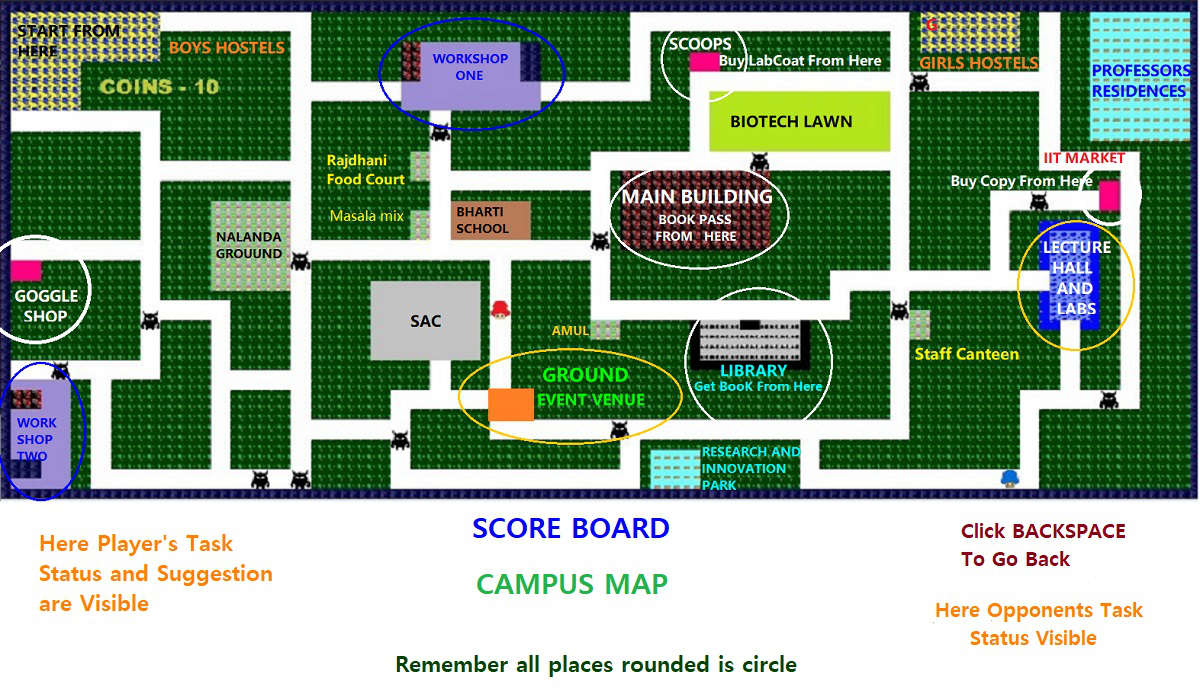 START FROM
HERE
BOYS HOSTELS
COINS - 10
WORKSHOP
ONE
SCOOPS
Buy LabCoat From Here
G
GIRLS HOSTELS
PROFESSORS
RESIDENCES
BIOTECH LAWN
Rajdhani
Food Court
Masala mix
BHARTI
SCHOOL
MAIN BUILDING
BOOK PASS
FROM HERE
IIT MARKET
Buy Copy From Here
NALANDA
GROUUND
LECTURE
HALL
AND
LABS
GOGGLE
SHOP
SAC
AMUL
Staff Canteen
GROUND
EVENT VENUE
LIBRARY
Get BooK From Here
WORK
SHOP
TWO
RESEARCH AND
INNOVATION
PARK
SCORE BOARD
CAMPUS MAP
Here Player's Task
Status and Suggestion
are Visible
Click BACKSPACE
To Go Back
Here Opponents Task
Status Visible
Remember all places rounded is circle